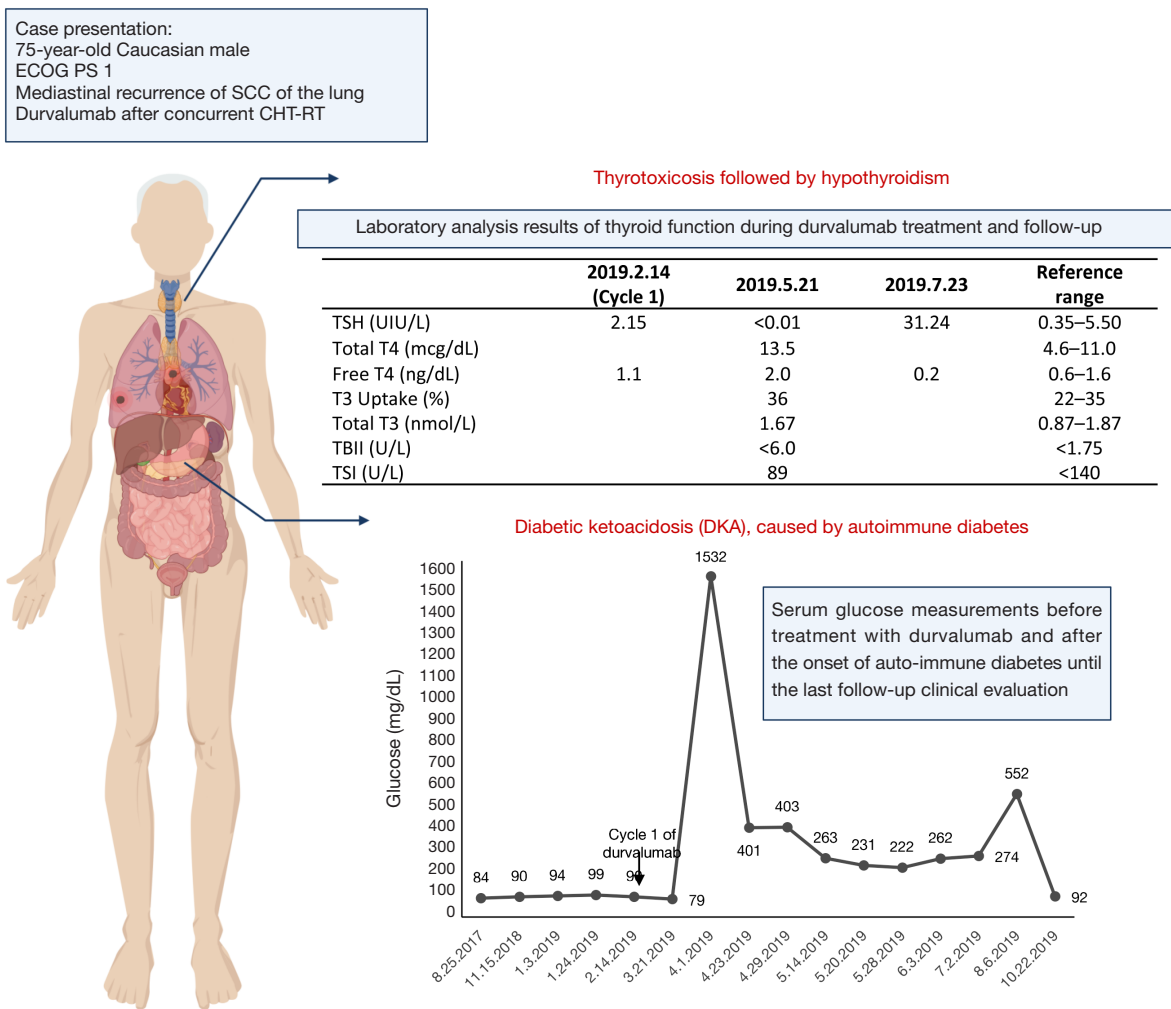 Case presentation:
75-year-old Caucasian male
ECOG PS 1
Mediastinal recurrence of SCC of the lung
Durvalumab after concurrent CHT-RT
Thyrotoxicosis followed by hypothyroidism
Laboratory analysis results of thyroid function during durvalumab treatment and follow-up
2019.2.14 (Cycle 1) 2019.5.21 2019.7.23 Reference range
TSH (UIU/L) 2.15 <0.01 31.24 0.35–5.50
Total T4 (mcg/dL) 13.5 4.6–11.0
Free T4 (ng/dL) 1.1 2.0 0.2 0.6–1.6
T3 Uptake (%) 36 22–35
Total T3 (nmol/L) 1.67 0.87–1.87
TBII (U/L) <6.0 <1.75
TSI (U/L) 89 <140
Diabetic ketoacidosis (DKA), caused by autoimmune diabetes
Serum glucose measurements before
treatment with durvalumab and after
the onset of auto-immune diabetes until
the last follow-up clinical evaluation
Glucose (mg/dL)
1600
1500
1400
1300
1200
1100
1000
900
800
700
600
500
400
300
200
100
0
Cycle 1 of
durvalumab
84 90 94 99 79 1532 401 403 263 231 222 262 274 552 92
8.25.2017 11.15.2018 1.3.2019 1.24.2019 2.14.2019 3.21.2019 4.1.2019 4.23.2019 4.29.2019 5.14.2019 5.20.2019 5.28.2019 6.3.2019 7.2.2019 8.6.2019 10.22.2019